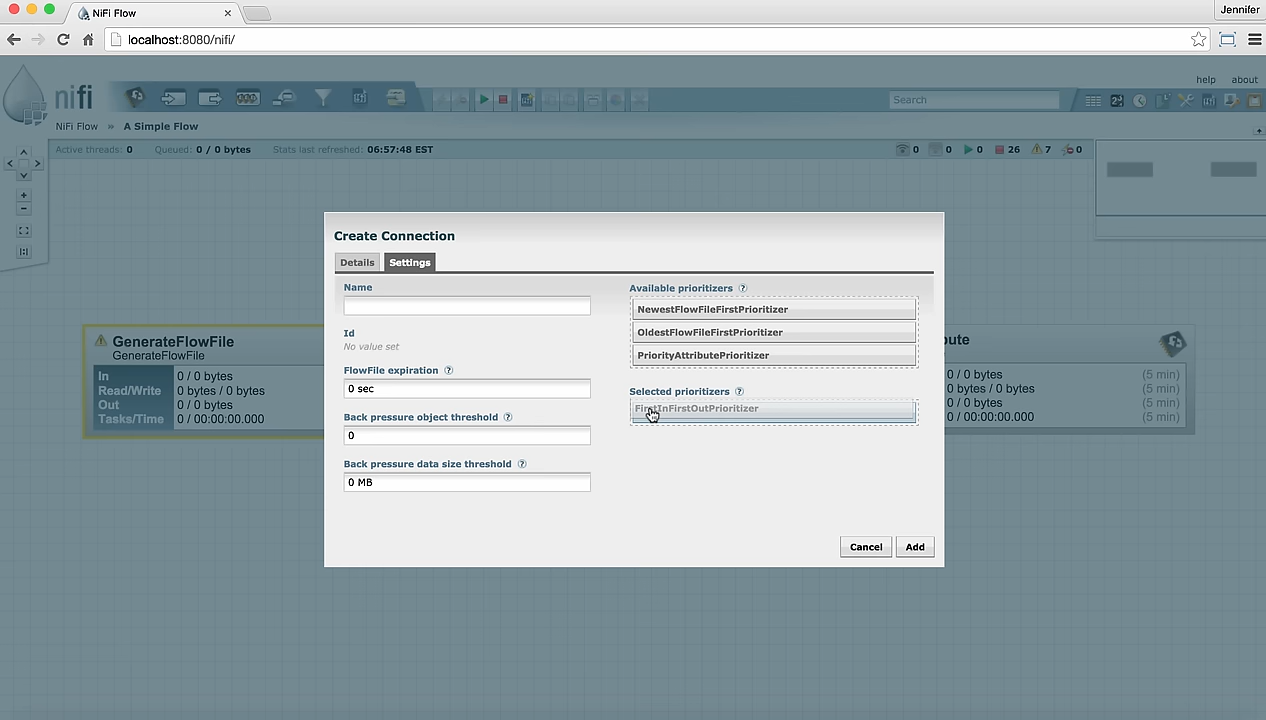 NiFi Flow
Jennifer
localhost:8080/nifi/
help about
nifi
Search
NiFi Flow » A Simple Flow
Active threads: 0 Queued: 0 / 0 bytes Stats last refreshed: 06:57:48 EST
0 0 0 26 7 0
Create Connection
Details Settings
Name
Id
No value set
FlowFile expiration ?
0 sec
Back pressure object threshold ?
0
Back pressure data size threshold ?
0 MB
Available prioritizers ?
NewestFlowFileFirstPrioritizer
OldestFlowFileFirstPrioritizer
PriorityAttributePrioritizer
Selected prioritizers ?
FirstInFirstOutPrioritizer
Cancel Add
GenerateFlowFile
GenerateFlowFile
In 0 / 0 bytes
Read/Write 0 bytes / 0 bytes
Out 0 / 0 bytes
Tasks/Time 0 / 00:00:00.000
bute
0 / 0 bytes (5 min)
0 bytes / 0 bytes (5 min)
0 / 0 bytes (5 min)
0 / 00:00:00.000 (5 min)